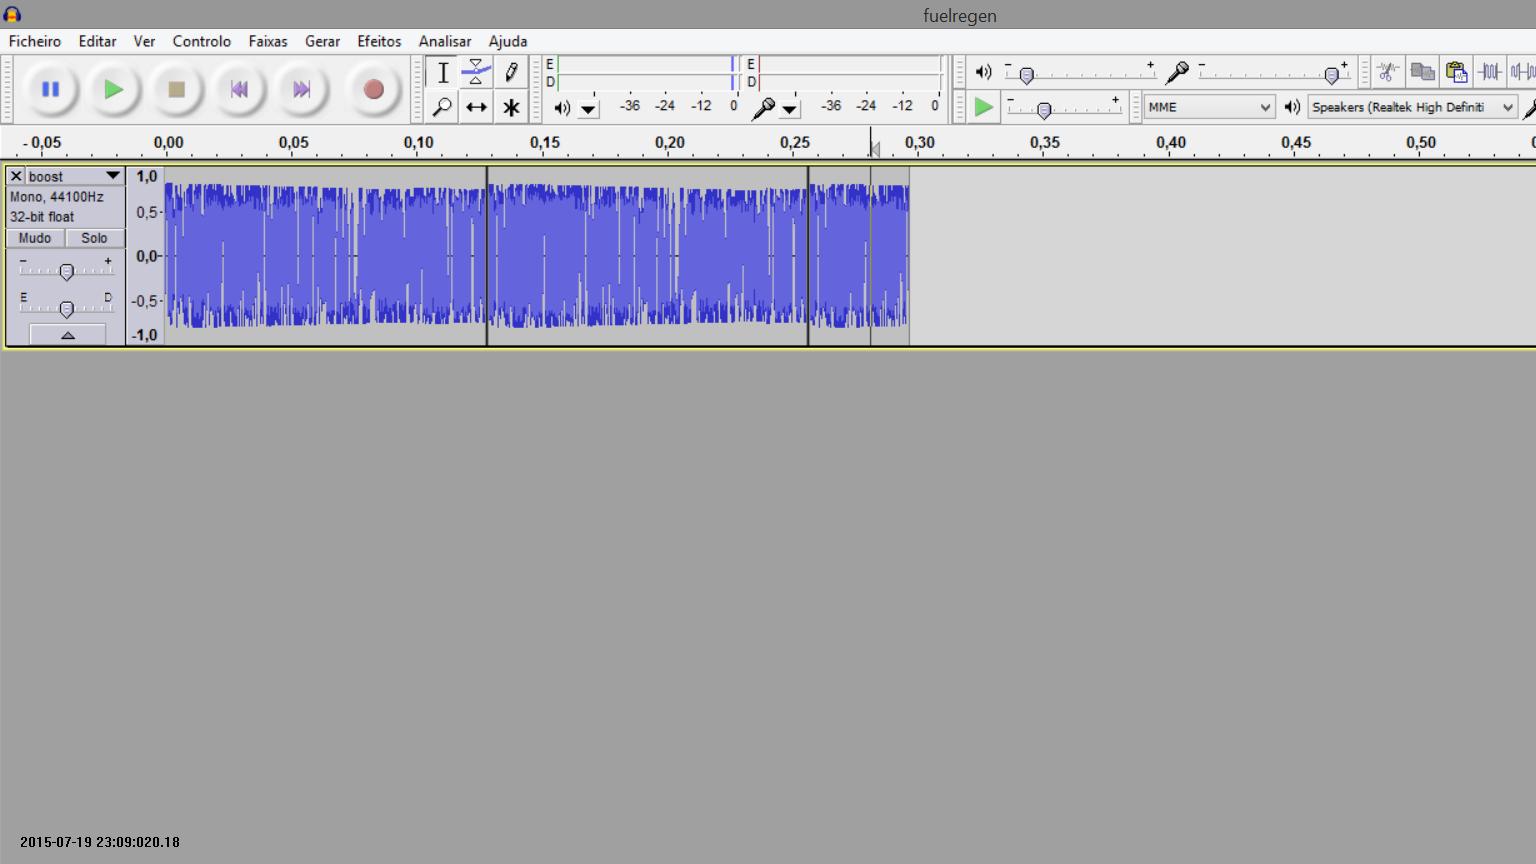 fuelregen
Ficheiro Editar Ver Controlo Faixas Gerar Efeitos Analisar Ajuda
E E
D D
-36 -24 -12 0 -36 -24 -12 0
- + - +
- + MME Speakers (Realtek High Definiti
- 0,05 0,00 0,05 0,10 0,15 0,20 0,25 0,30 0,35 0,40 0,45 0,50
boost 1,0
Mono, 44100Hz
32-bit float 0,5-
Mudo Solo
- + 0,0-
E D -0,5-
-1,0
2015-07-19 23:09:020.18